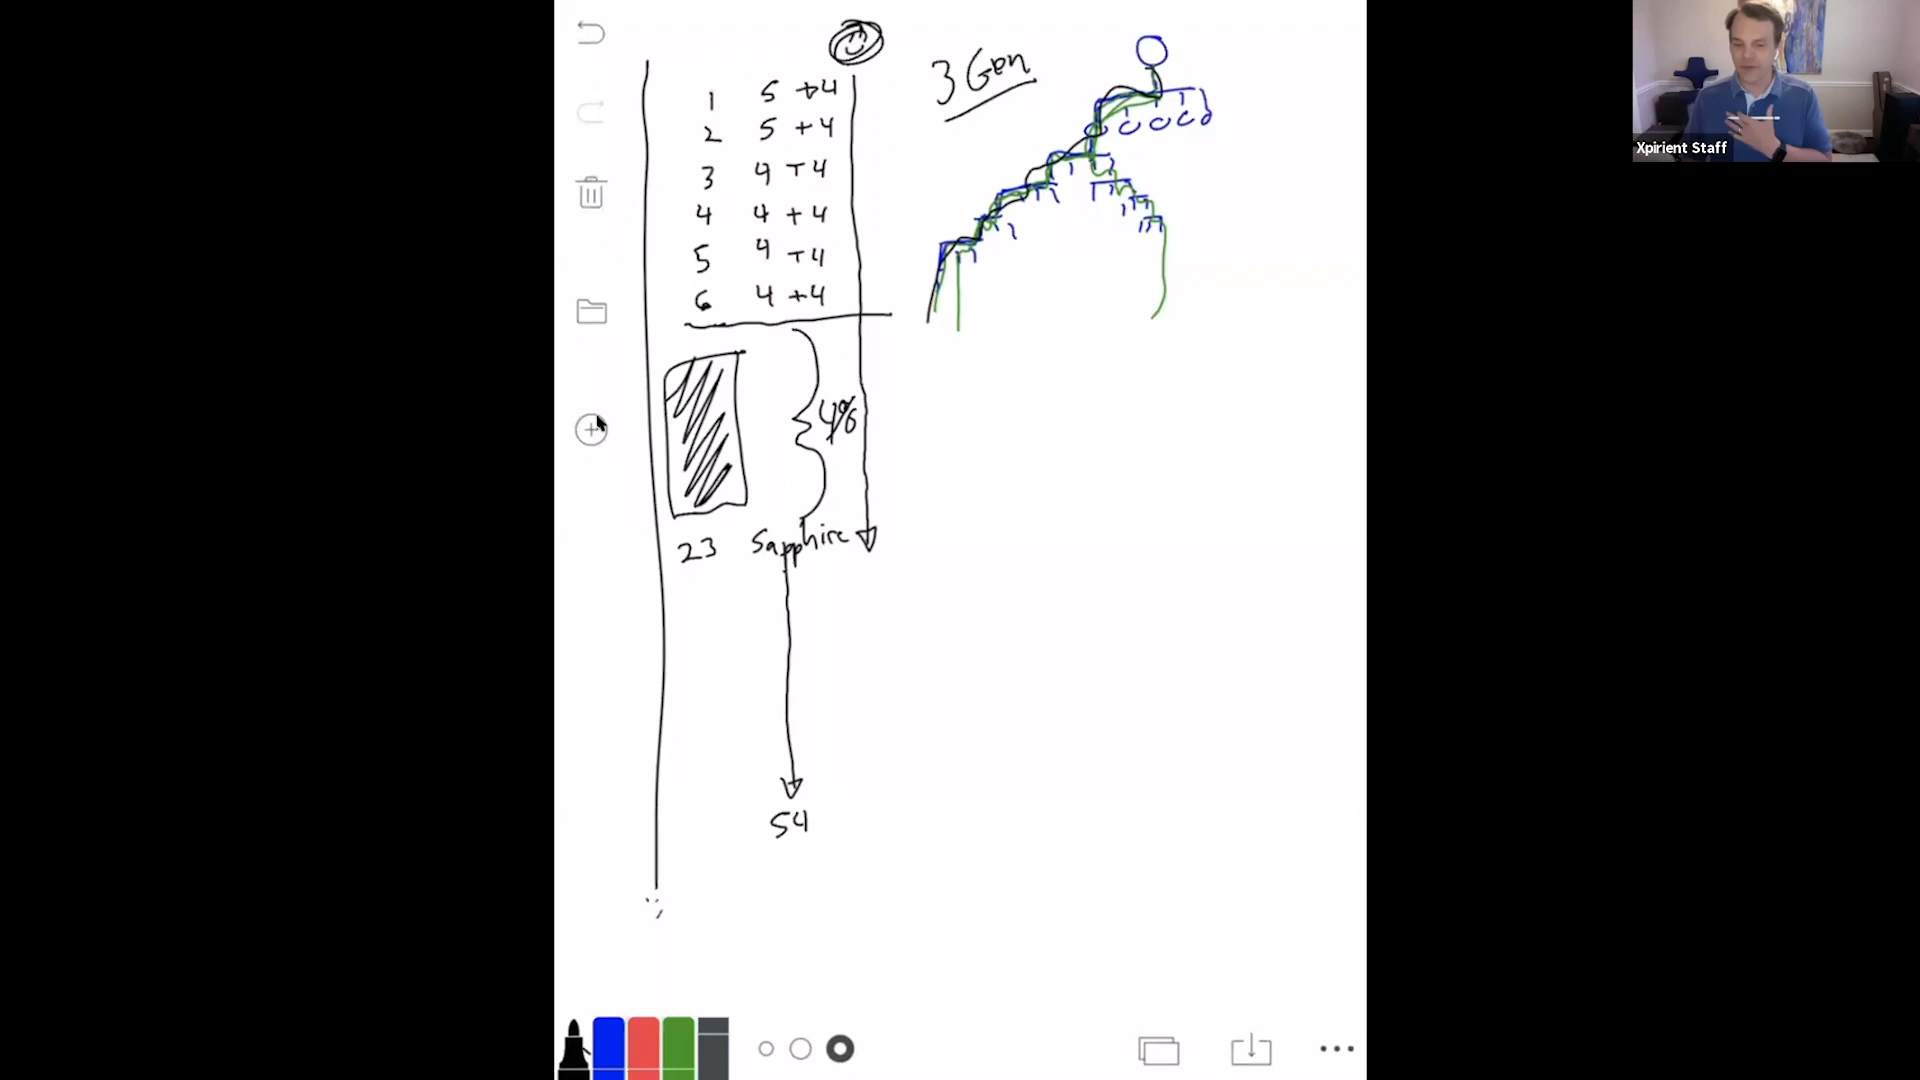 3 Gen
1 5 +4
2 5 +4
3 4 +4
4 4 +4
5 4 +4
6 4 +4
4%
23 Sapphire
54
Xpirient Staff